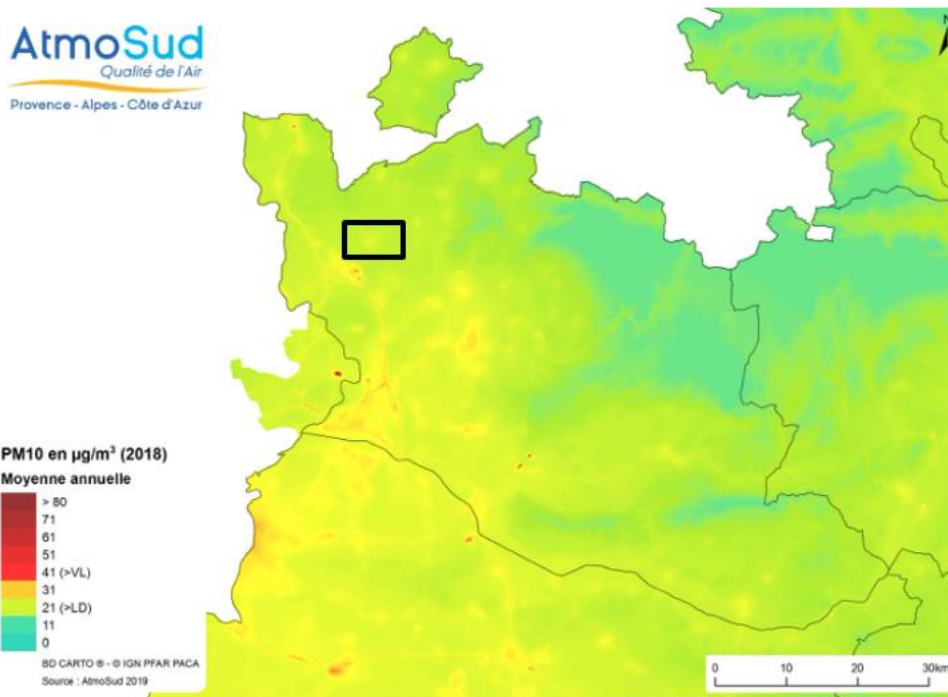 AtmoSud
Qualité de l'Air
Provence - Alpes - Côte d'Azur
N
PM10 en µg/m³ (2018)
Moyenne annuelle
> 80
71
61
51
41 (>VL)
31
21 (>LD)
11
0
BD CARTO ® - © IGN PFAR PACA
Source : AtmoSud 2019
0 10 20 30km